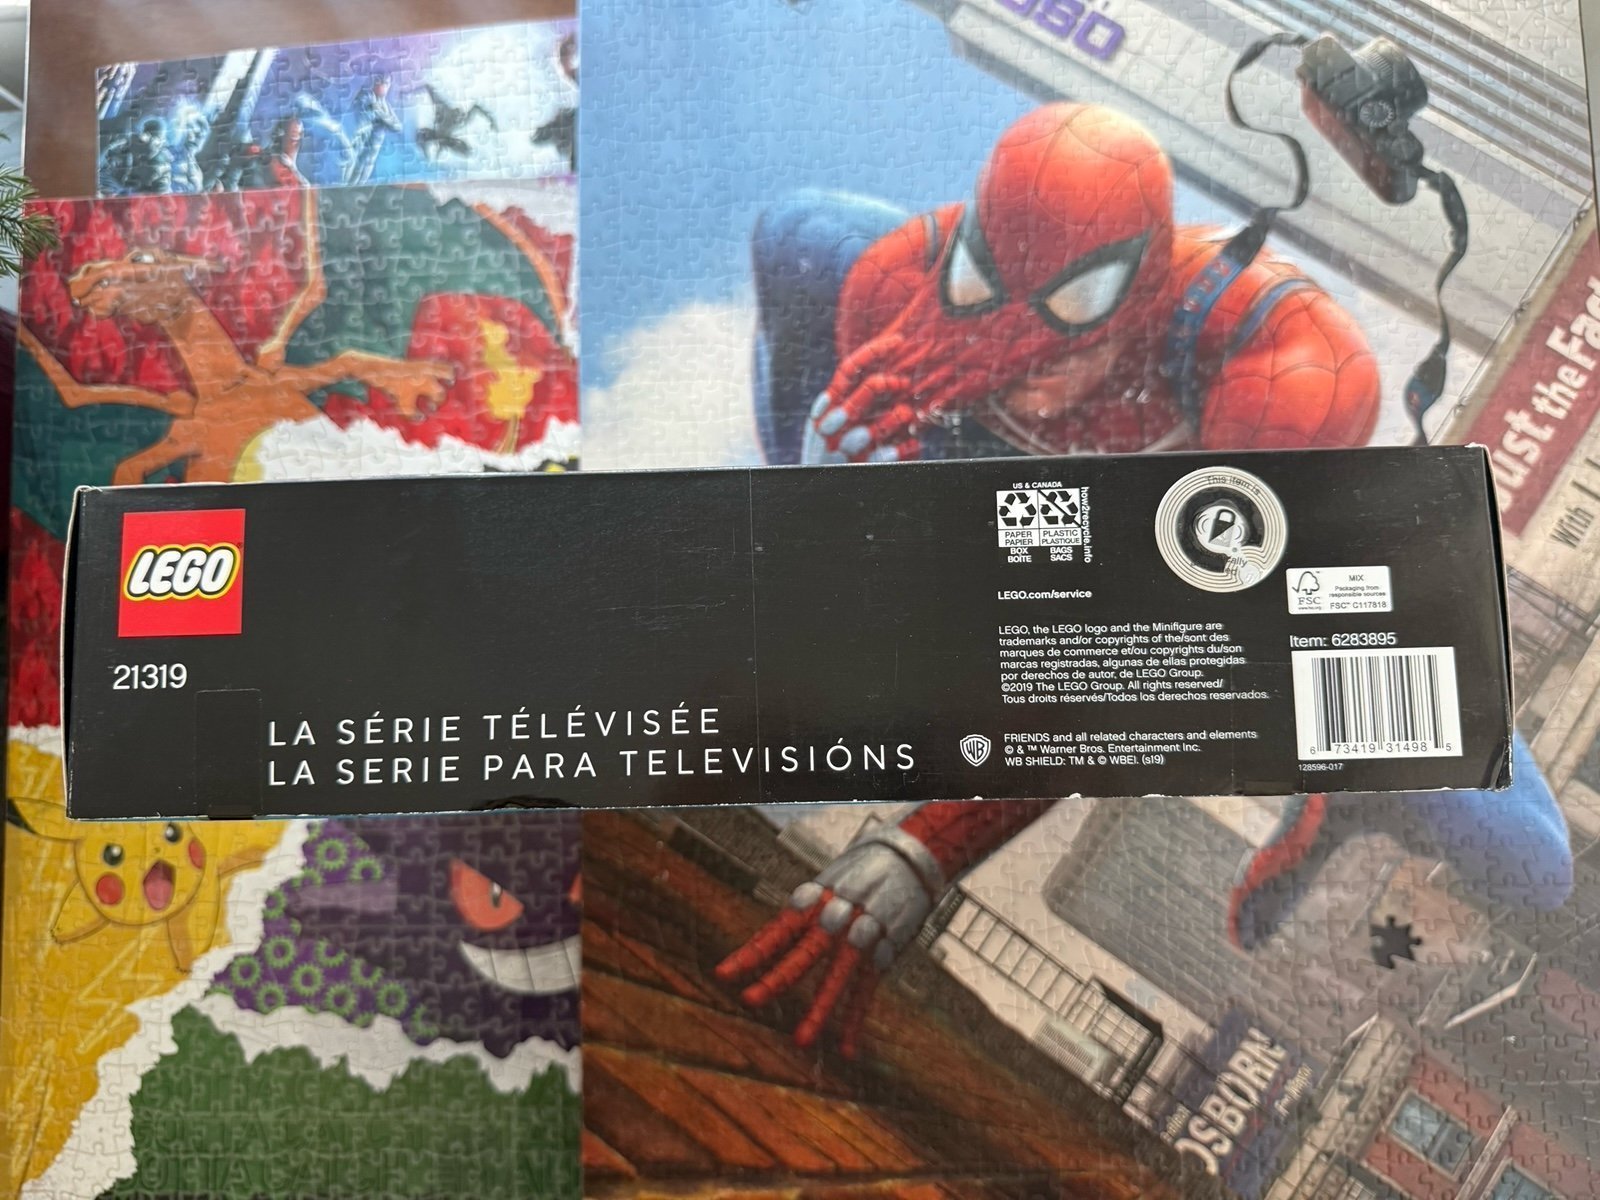 LEGO
21319
LA SÉRIE TÉLÉVISÉE
LA SERIE PARA TELEVISIÓNS
US & CANADA
PAPER
PAPIER
BOX
BOÎTE
PLASTIC
PLASTIQUE
BAGS
SACS
how2recycle.info
This item is
LEGO.com/service
LEGO, the LEGO logo and the Minifigure are
trademarks and/or copyrights of the/sont des
marques de commerce et/ou copyrights du/son
marcas registradas, algunas de ellas protegidas
por derechos de autor, de LEGO Group.
©2019 The LEGO Group. All rights reserved/
Tous droits réservés/Todos los derechos reservados.
WB
FRIENDS and all related characters and elements
© & ™ Warner Bros. Entertainment Inc.
WB SHIELD: TM & © WBEI. (s19)
FSC
www.fsc.org
MIX
Packaging from
responsible sources
FSC™ C117818
Item: 6283895
6 73419 31498 5
128596-017
Just the Fac
With
OSBORN